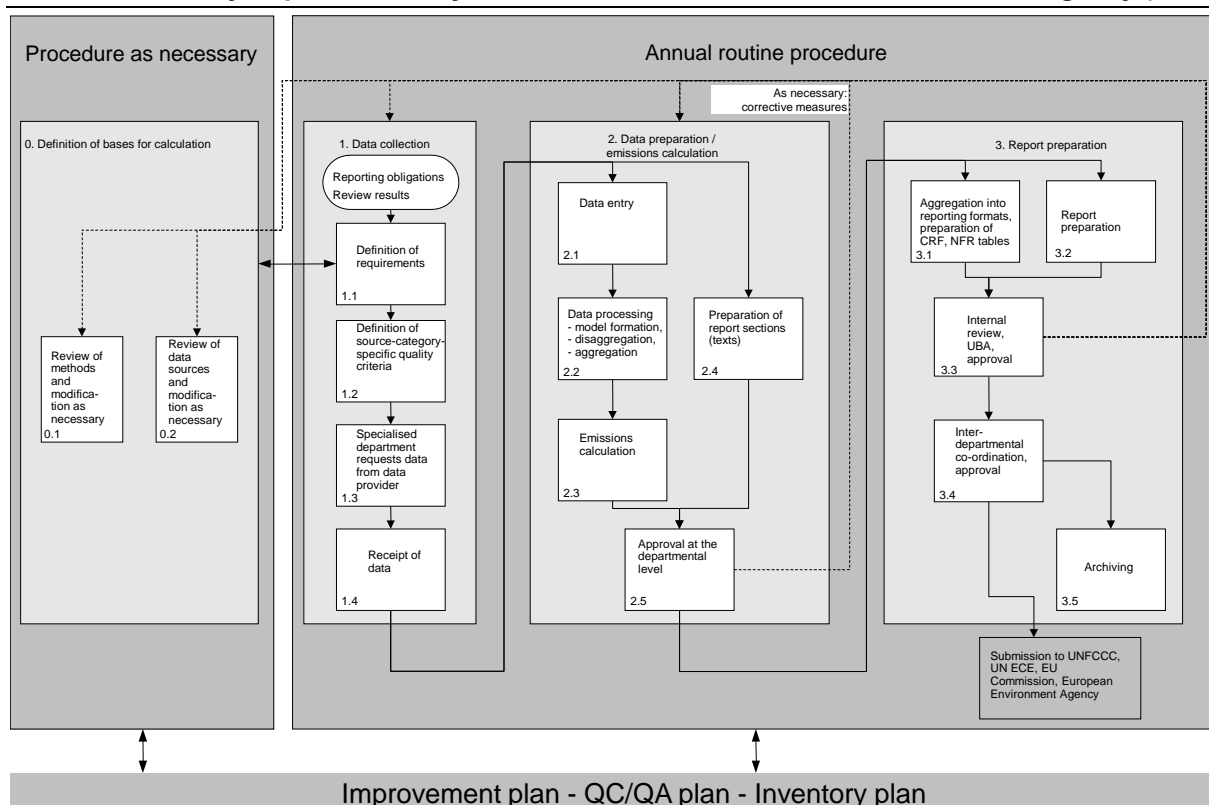 Procedure as necessary
Annual routine procedure
As necessary:
corrective measures
0. Definition of bases for calculation
Review of
methods
and
modifica-
tion as
necessary
0.1
Review of
data
sources
and
modifica-
tion as
necessary
0.2
1. Data collection
Reporting obligations
Review results
Definition of
requirements
1.1
Definition of
source-category-
specific quality
criteria
1.2
Specialised
department
requests data
from data
provider
1.3
Receipt of
data
1.4
2. Data preparation /
emissions calculation
Data entry
2.1
Data processing
- model formation,
- disaggregation,
- aggregation
2.2
Emissions
calculation
2.3
Preparation of
report sections
(texts)
2.4
Approval at the
departmental
level
2.5
3. Report preparation
Aggregation into
reporting formats,
preparation of
CRF, NFR tables
3.1
Report
preparation
3.2
Internal
review,
UBA,
approval
3.3
Inter-
departmental
co-ordination,
approval
3.4
Archiving
3.5
Submission to UNFCCC,
UN ECE, EU
Commission, European
Environment Agency
Improvement plan - QC/QA plan - Inventory plan